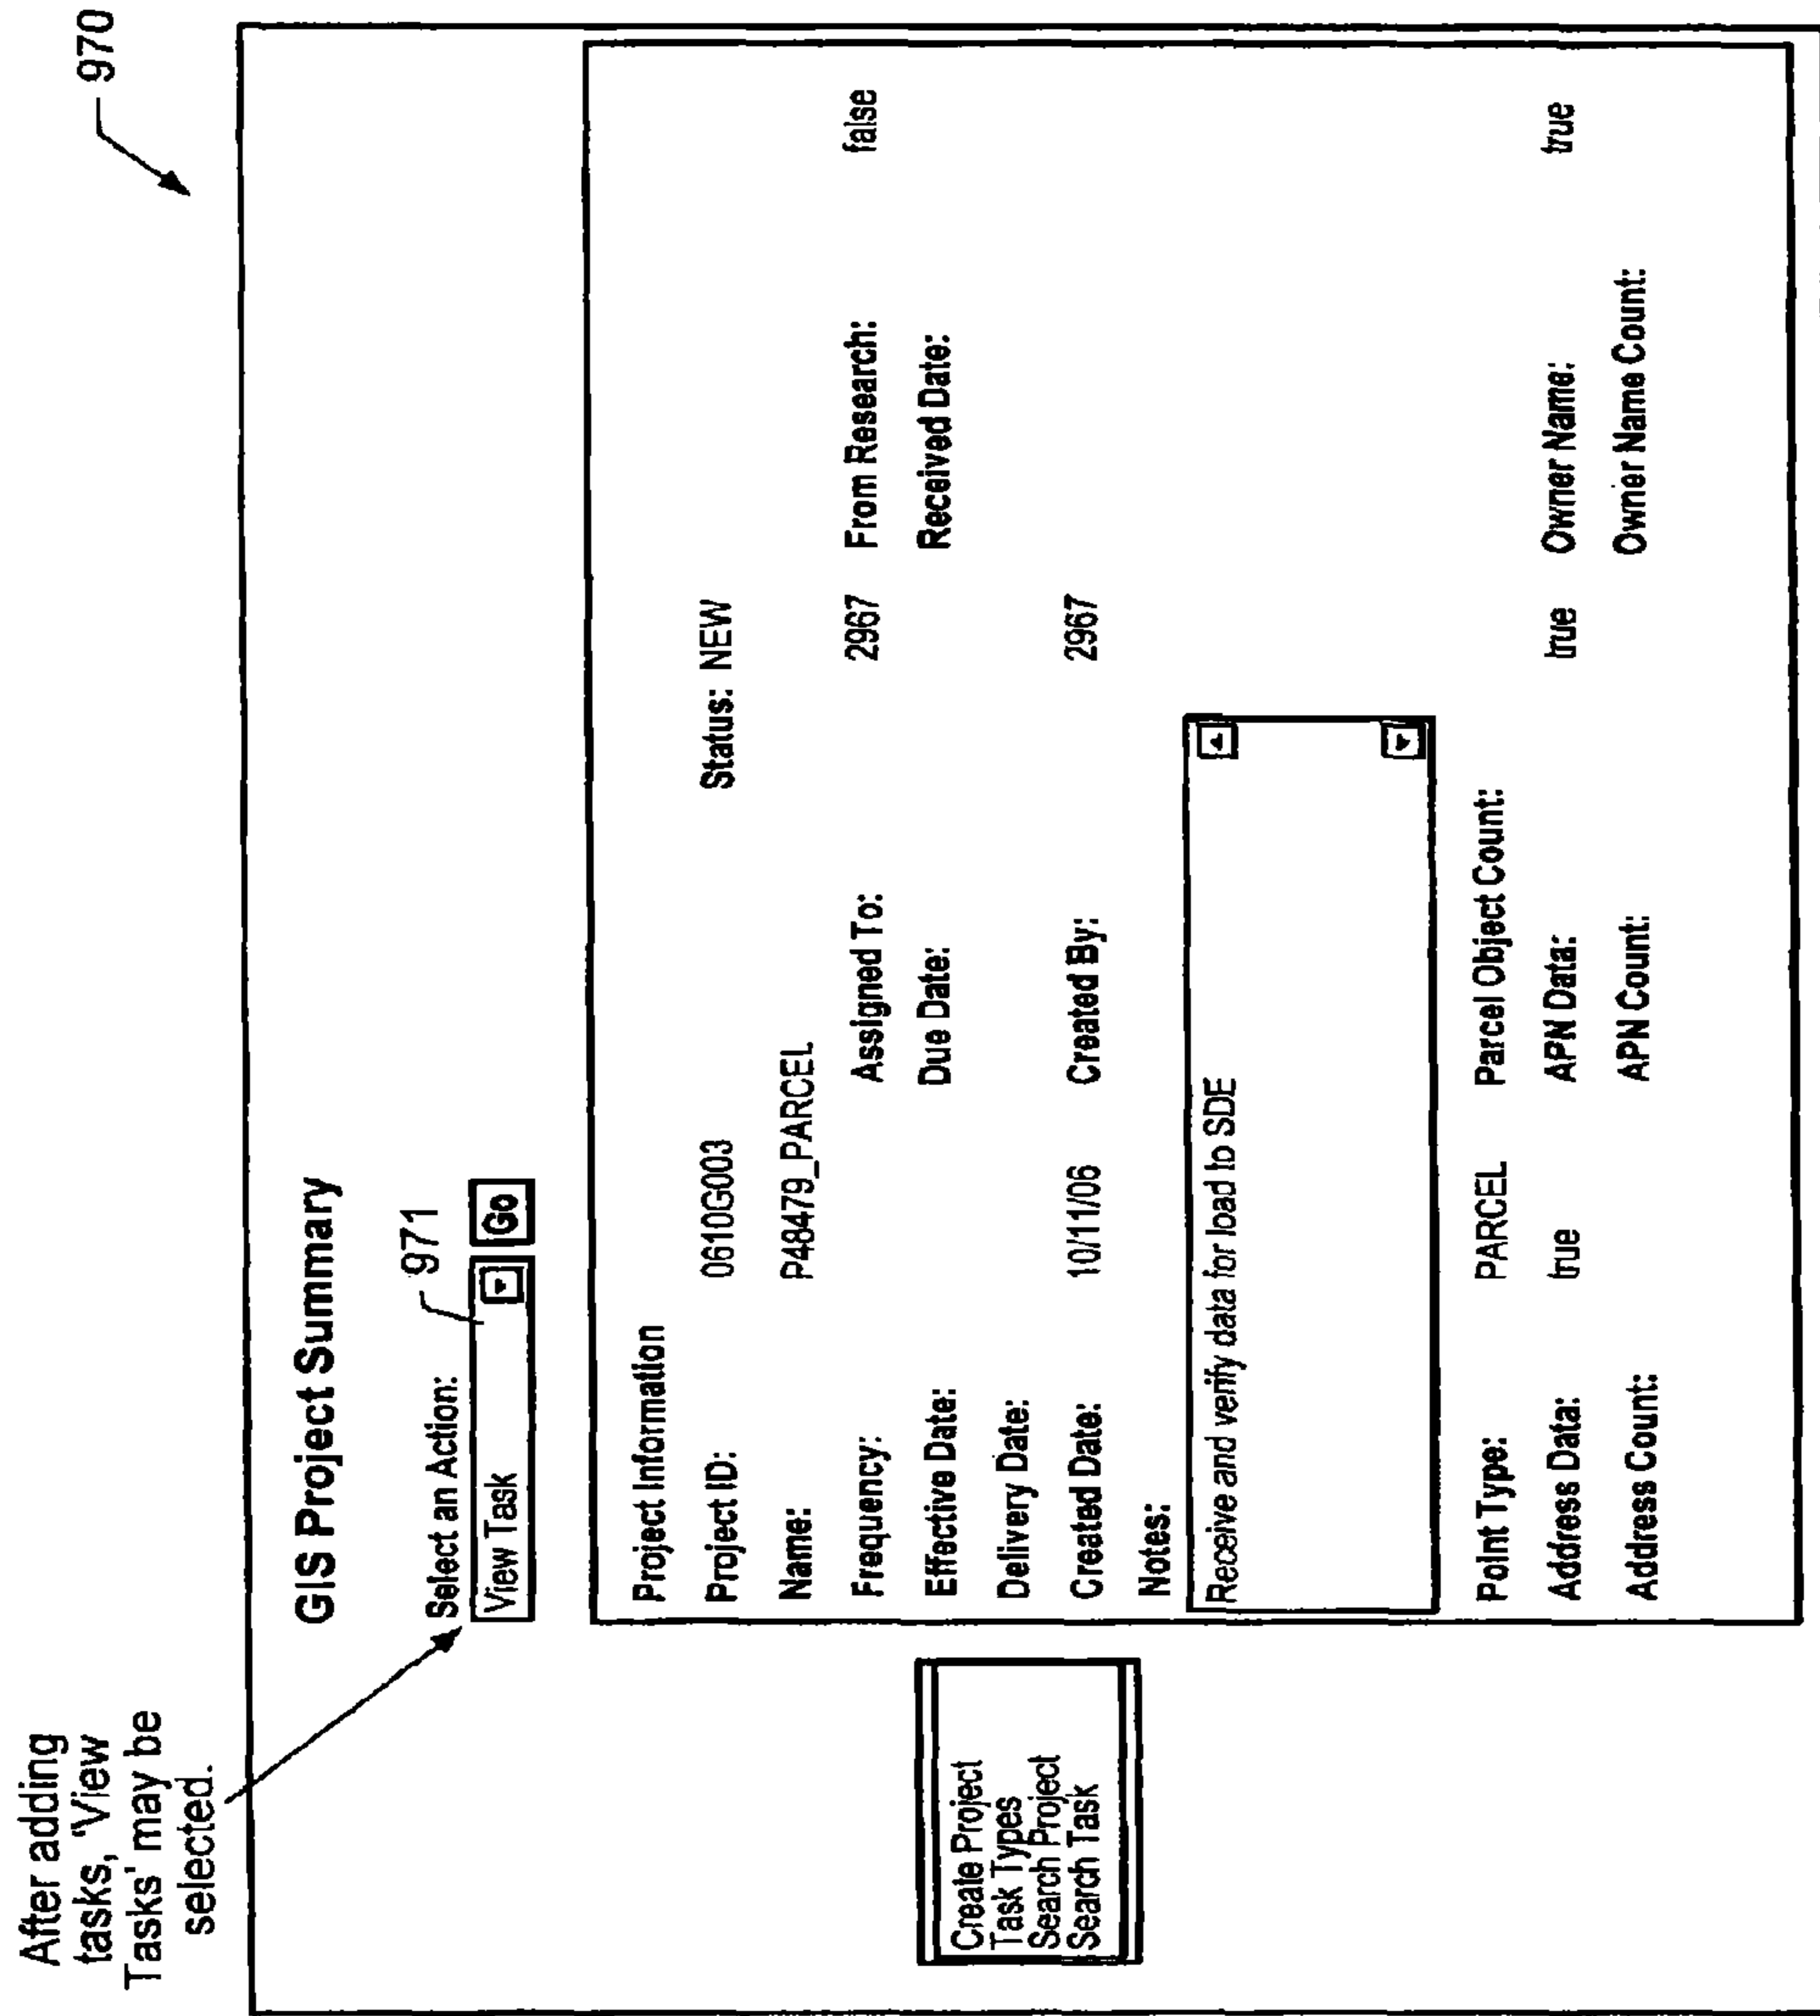 970
After adding
tasks, 'View
Tasks' may be
selected.
GIS Project Summary
Select an Action:
971
View Task Go
Create Project
Task Types
Search Project
Search Task
Project Information
Project ID: 0610G003 Status: NEW
Name: P48479_PARCEL
Frequency: Assigned To: 2967 From Research: false
Effective Date: Due Date: Received Date:
Delivery Date:
Created Date: 10/11/06 Created By: 2967
Notes:
Receive and verify data for load to SDE
Point Type: PARCEL Parcel Object Count:
Address Data: true APN Data: true Owner Name: true
Address Count: APN Count: Owner Name Count: